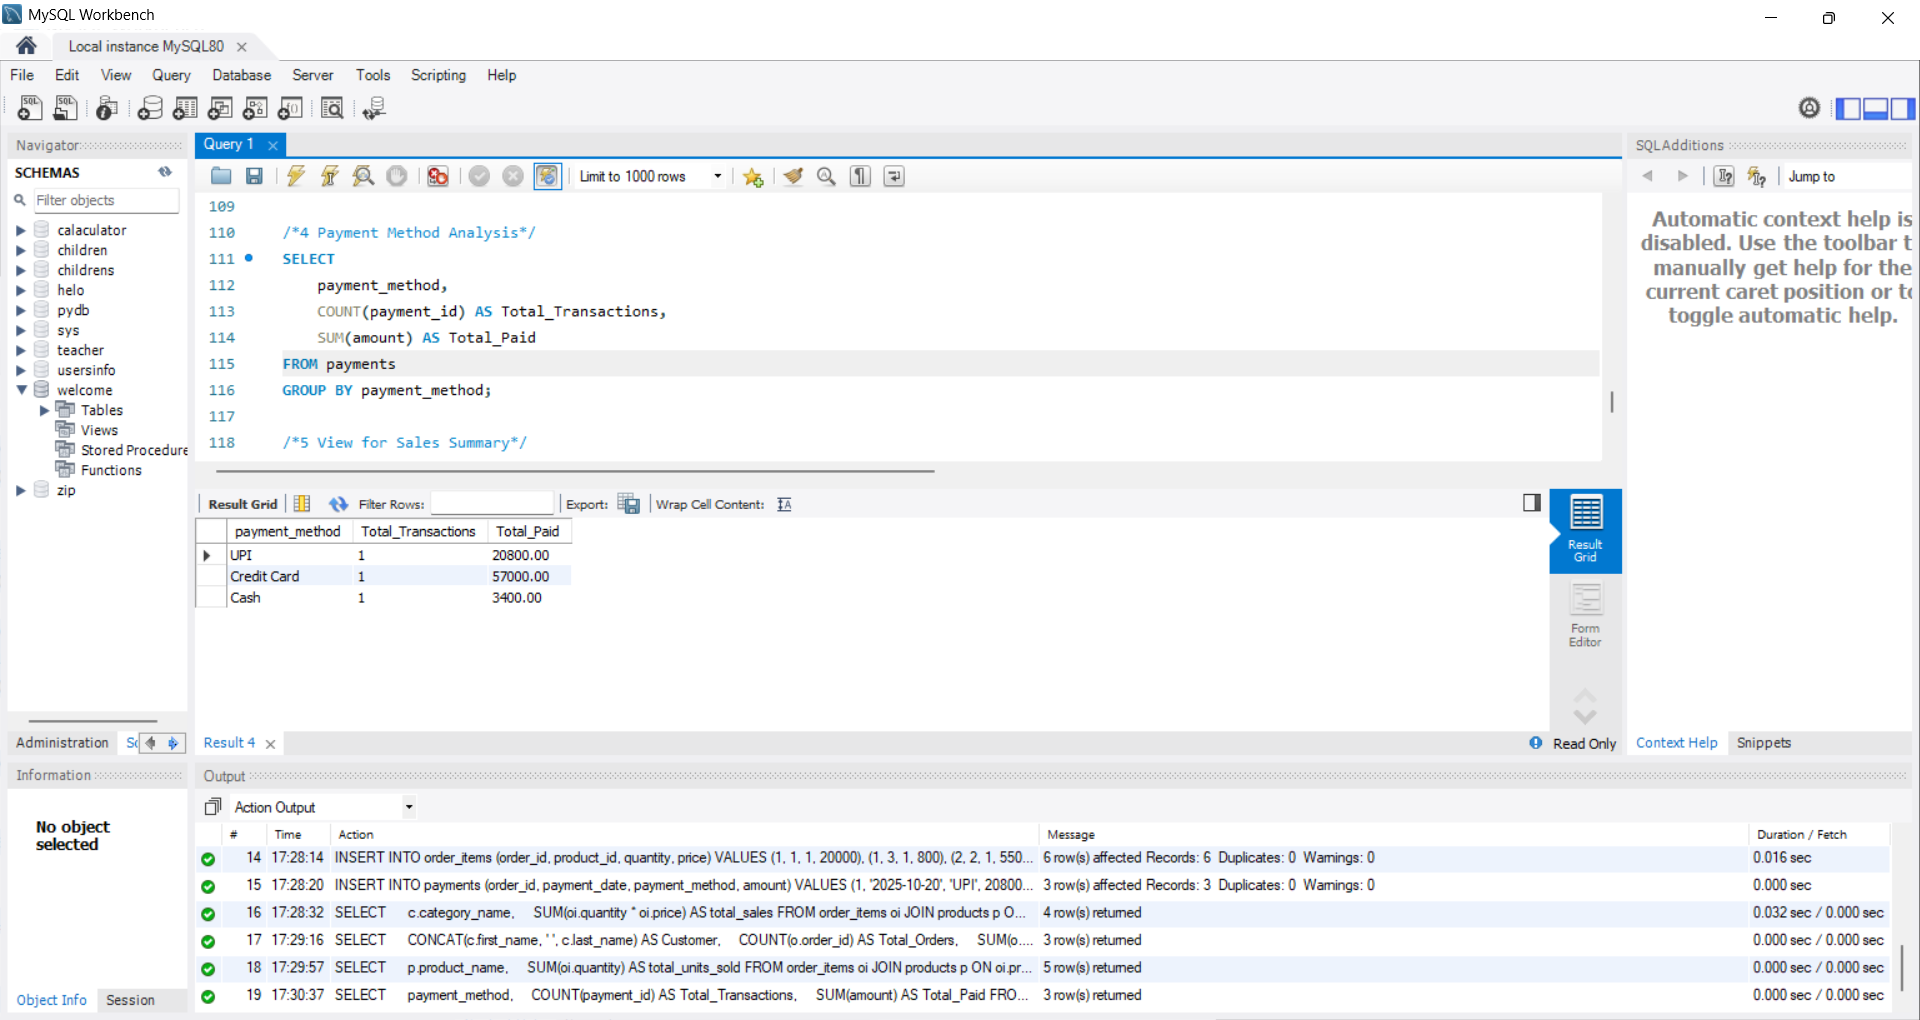 MySQL Workbench
Local instance MySQL80
File Edit View Query Database Server Tools Scripting Help
Navigator
SCHEMAS
Filter objects
calaculator
children
childrens
helo
pydb
sys
teacher
usersinfo
welcome
Tables
Views
Stored Procedure
Functions
zip
Administration
Information
No object
selected
Object Info Session
Query 1
Limit to 1000 rows
109
110 /*4 Payment Method Analysis*/
111 SELECT
112 payment_method,
113 COUNT(payment_id) AS Total_Transactions,
114 SUM(amount) AS Total_Paid
115 FROM payments
116 GROUP BY payment_method;
117
118 /*5 View for Sales Summary*/
Result Grid Filter Rows: Export: Wrap Cell Content:
payment_method Total_Transactions Total_Paid
UPI 1 20800.00
Credit Card 1 57000.00
Cash 1 3400.00
Result
Grid
Form
Editor
Result 4
Read Only
SQLAdditions
Jump to
Automatic context help is
disabled. Use the toolbar t
manually get help for the
current caret position or to
toggle automatic help.
Context Help Snippets
Output
Action Output
# Time Action Message Duration / Fetch
14 17:28:14 INSERT INTO order_items (order_id, product_id, quantity, price) VALUES (1, 1, 1, 20000), (1, 3, 1, 800), (2, 2, 1, 550... 6 row(s) affected Records: 6 Duplicates: 0 Warnings: 0 0.016 sec
15 17:28:20 INSERT INTO payments (order_id, payment_date, payment_method, amount) VALUES (1, '2025-10-20', 'UPI', 20800... 3 row(s) affected Records: 3 Duplicates: 0 Warnings: 0 0.000 sec
16 17:28:32 SELECT c.category_name, SUM(oi.quantity * oi.price) AS total_sales FROM order_items oi JOIN products p O... 4 row(s) returned 0.032 sec / 0.000 sec
17 17:29:16 SELECT CONCAT(c.first_name, ' ', c.last_name) AS Customer, COUNT(o.order_id) AS Total_Orders, SUM(o.... 3 row(s) returned 0.000 sec / 0.000 sec
18 17:29:57 SELECT p.product_name, SUM(oi.quantity) AS total_units_sold FROM order_items oi JOIN products p ON oi.pr... 5 row(s) returned 0.000 sec / 0.000 sec
19 17:30:37 SELECT payment_method, COUNT(payment_id) AS Total_Transactions, SUM(amount) AS Total_Paid FRO... 3 row(s) returned 0.000 sec / 0.000 sec